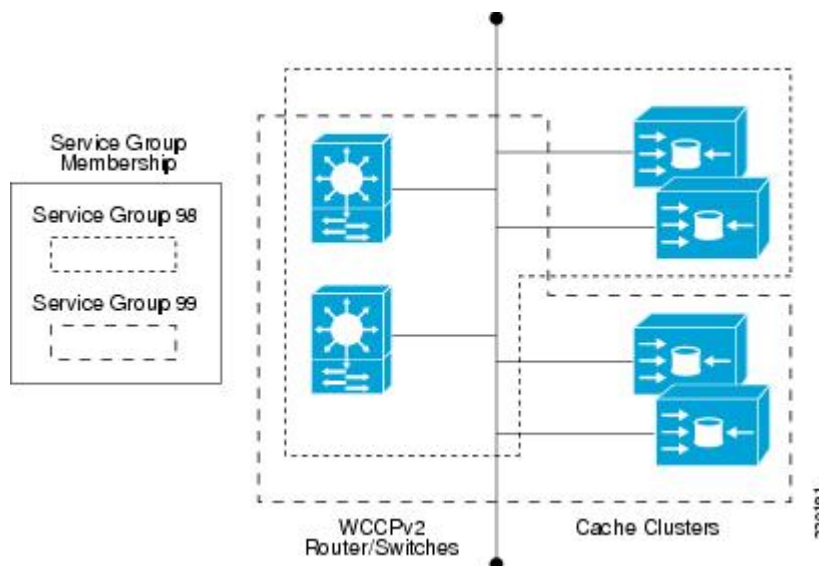 Service Group
Membership
Service Group 98
Service Group 99
WCCPv2
Router/Switches
Cache Clusters